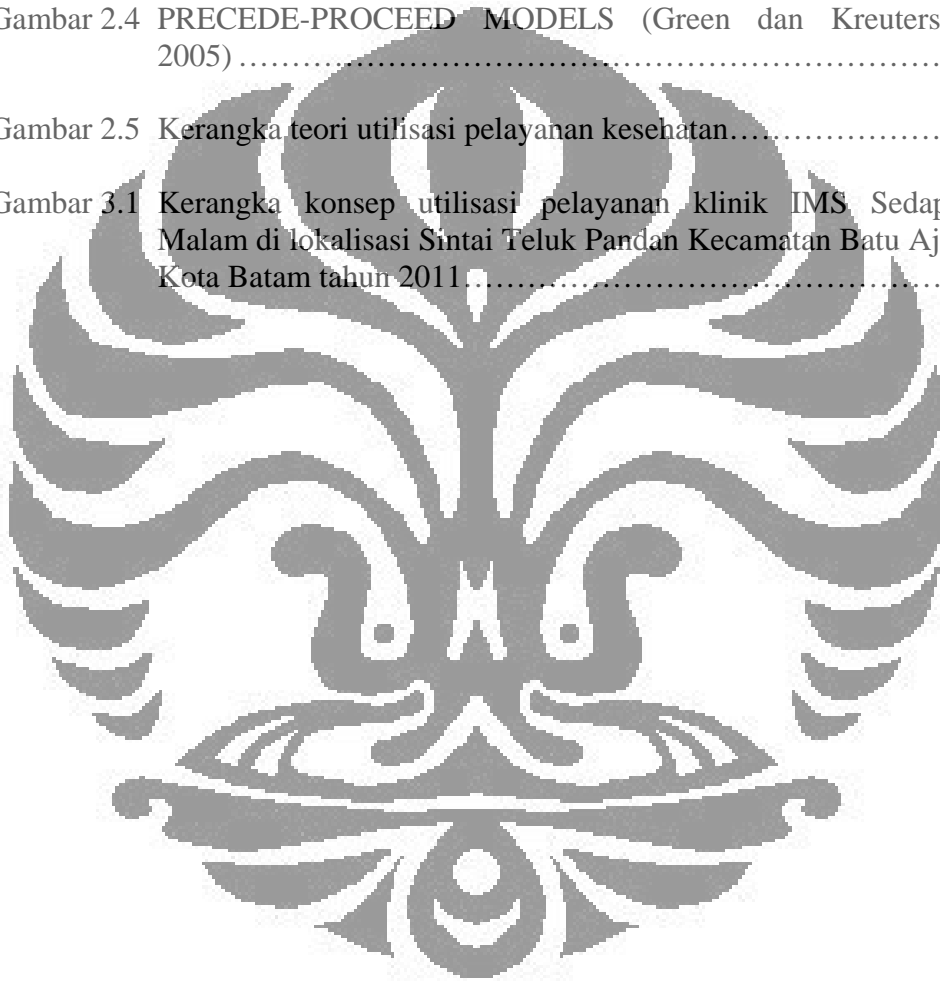 Gambar 2.4 PRECEDE-PROCEED MODELS (Green dan Kreuters
2005) ………………………………………………………
Gambar 2.5 Kerangka teori utilisasi pelayanan kesehatan…………………
Gambar 3.1 Kerangka konsep utilisasi pelayanan klinik IMS Sedap
Malam di lokalisasi Sintai Teluk Pandan Kecamatan Batu Aj
Kota Batam tahun 2011……………………………………